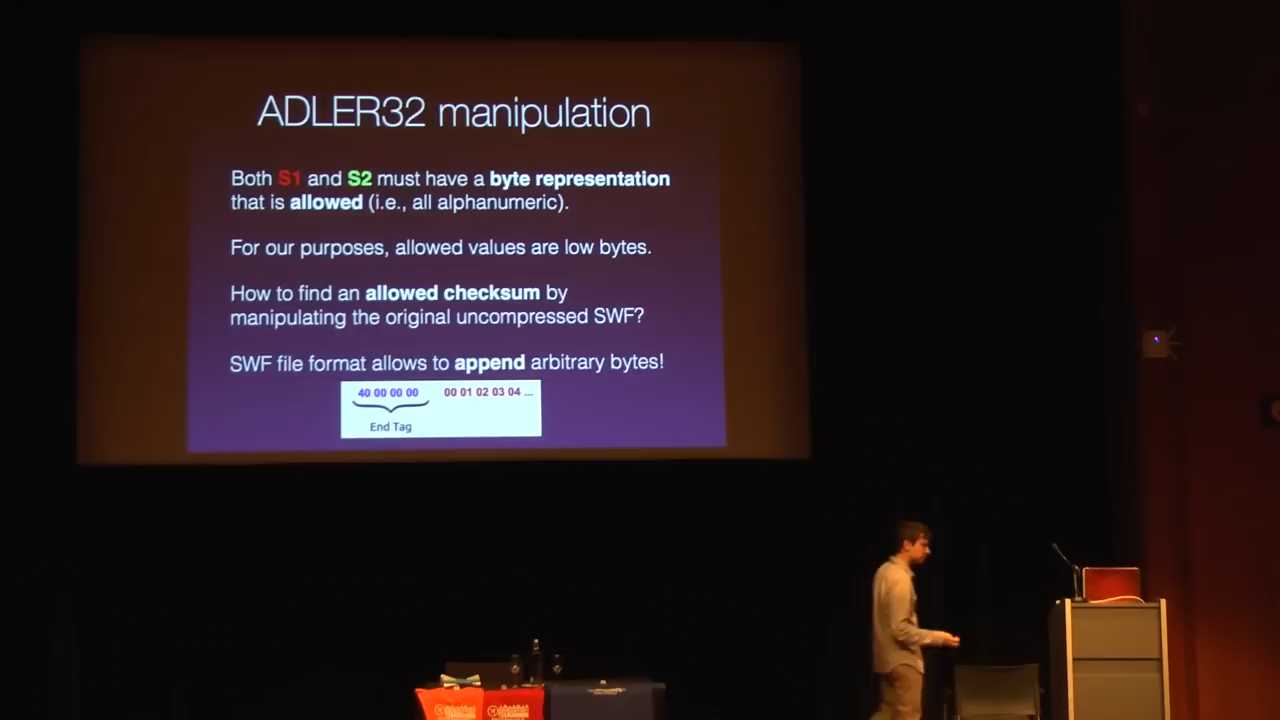 ADLER32 manipulation
Both S1 and S2 must have a byte representation
that is allowed (i.e., all alphanumeric).
For our purposes, allowed values are low bytes.
How to find an allowed checksum by
manipulating the original uncompressed SWF?
SWF file format allows to append arbitrary bytes!
40 00 00 00 00 01 02 03 04 ...
End Tag